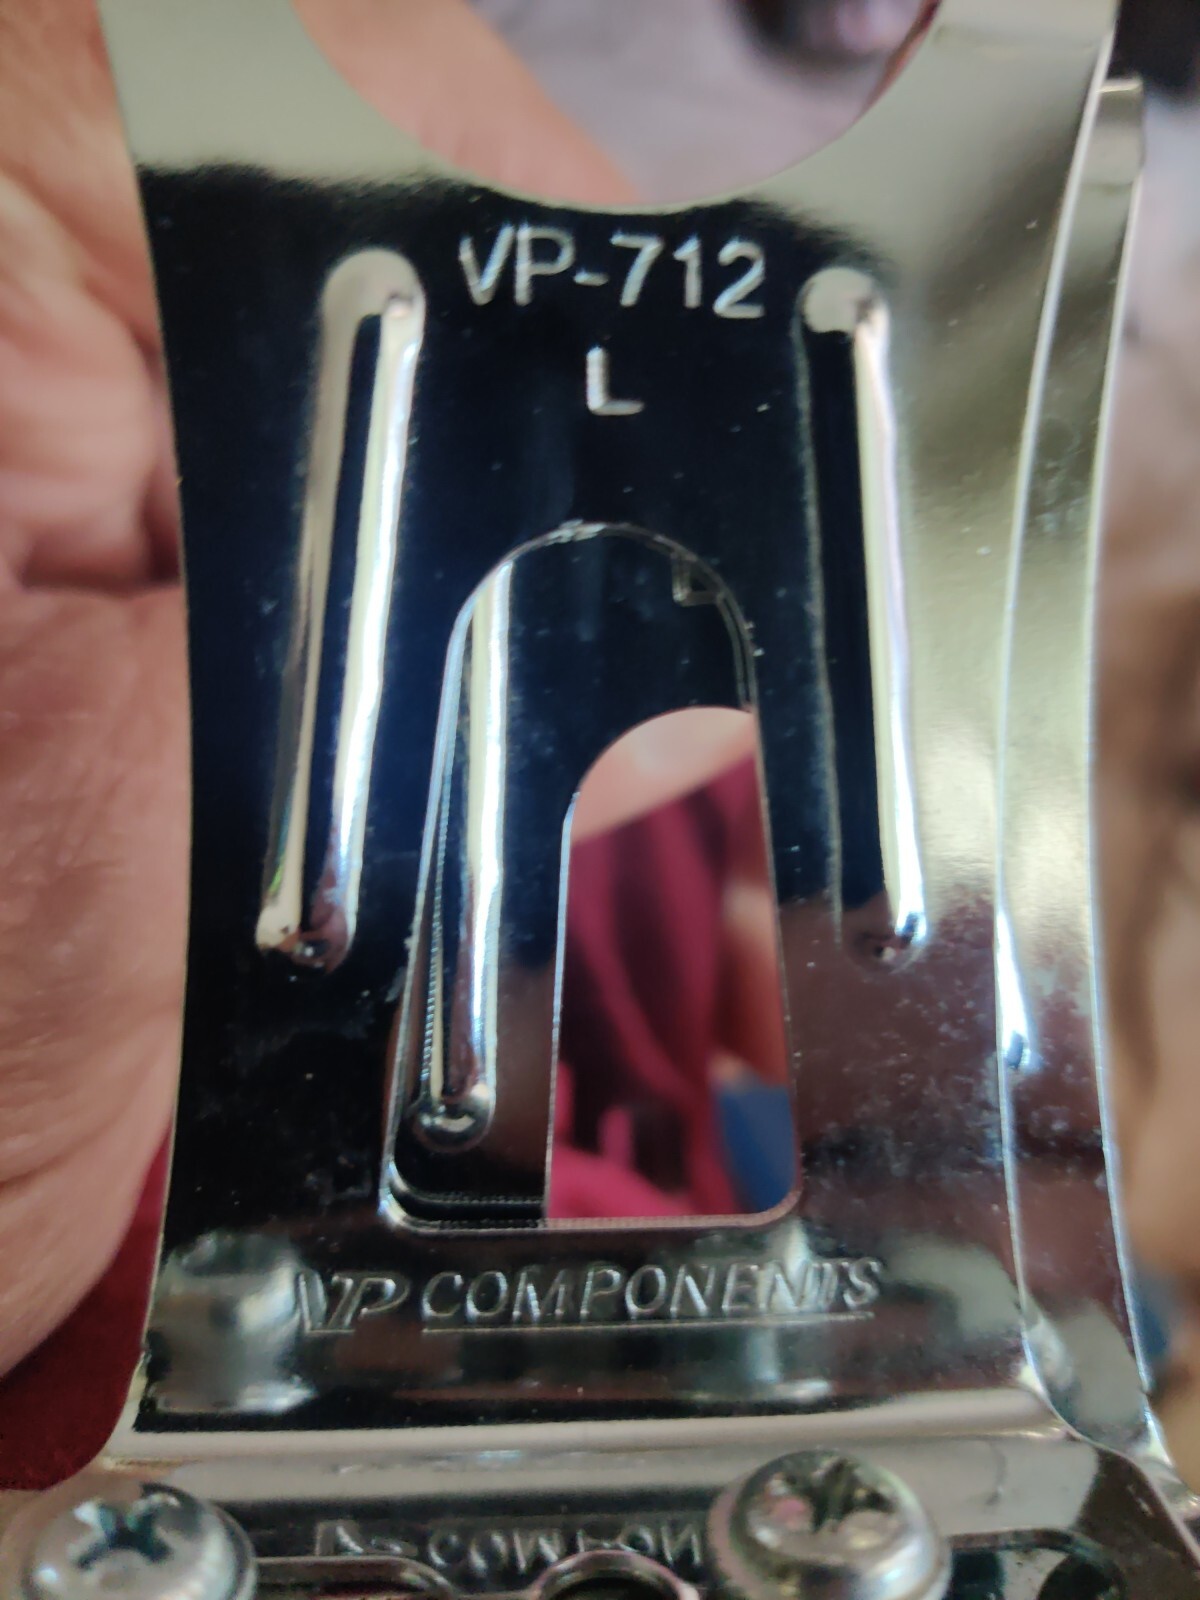 VP-712
L
VP COMPONENTS